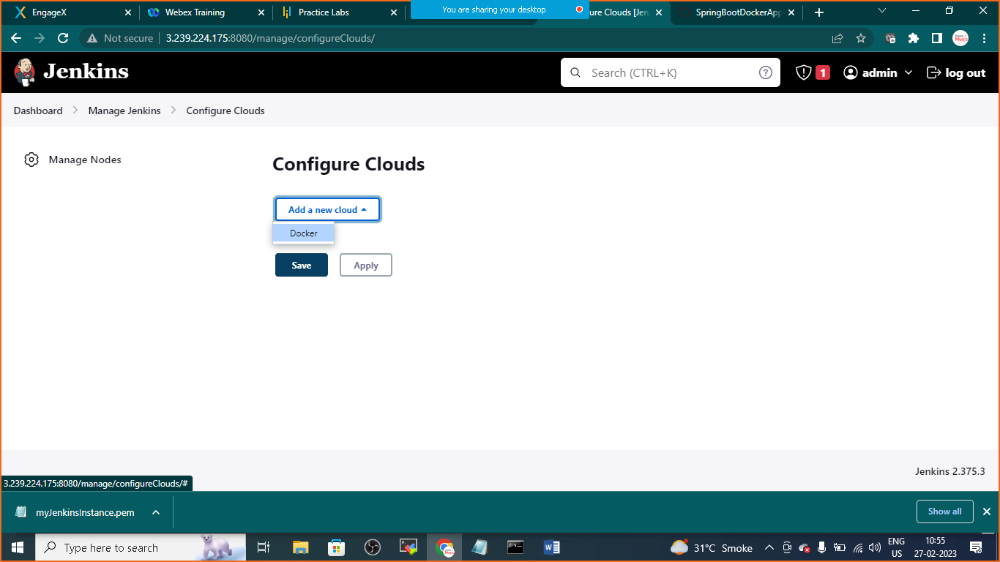 EngageX
Webex Training
Practice Labs
You are sharing your desktop
ure Clouds [Jen
SpringBootDockerApp
Not secure
3.239.224.175:8080/manage/configureClouds/
Jenkins
Search (CTRL+K)
1
admin
log out
Dashboard
Manage Jenkins
Configure Clouds
Manage Nodes
Configure Clouds
Add a new cloud
Docker
Save
Apply
Jenkins 2.375.3
3.239.224.175:8080/manage/configureClouds/#
myJenkinsInstance.pem
Show all
Type here to search
31°C Smoke
ENG
US
10:55
27-02-2023